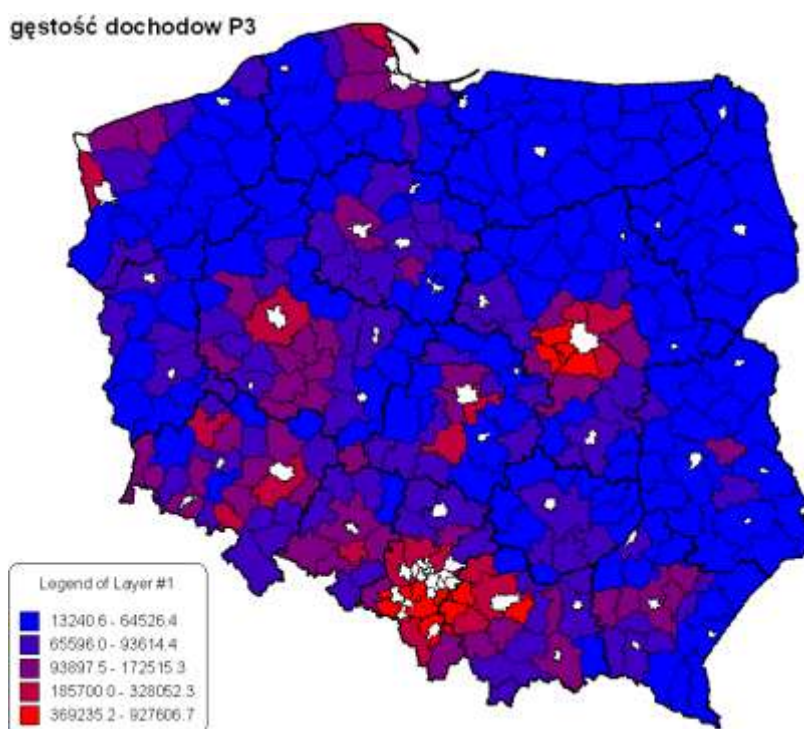 gęstość dochodow P3
Legend of Layer #1
13240.6 - 64526.4
65596.0 - 93614.4
93897.5 - 172515.3
185700.0 - 328052.3
369235.2 - 927606.7